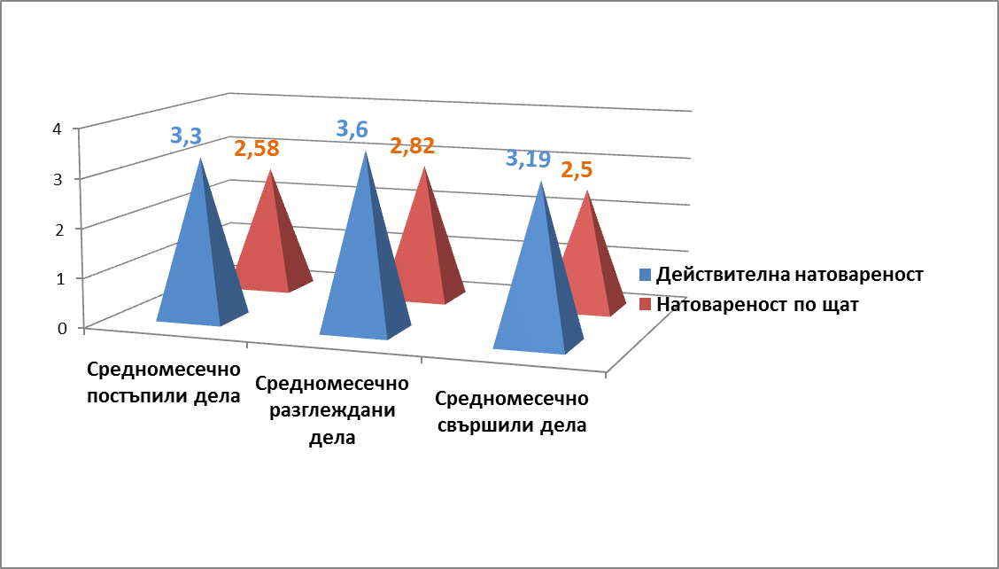 4
3
2
1
0
3,3
2,58
3,6
2,82
3,19
2,5
Средномесечно
постъпили дела
Средномесечно
разглеждани
дела
Средномесечно
свършили дела
Действителна натовареност
Натовареност по щат